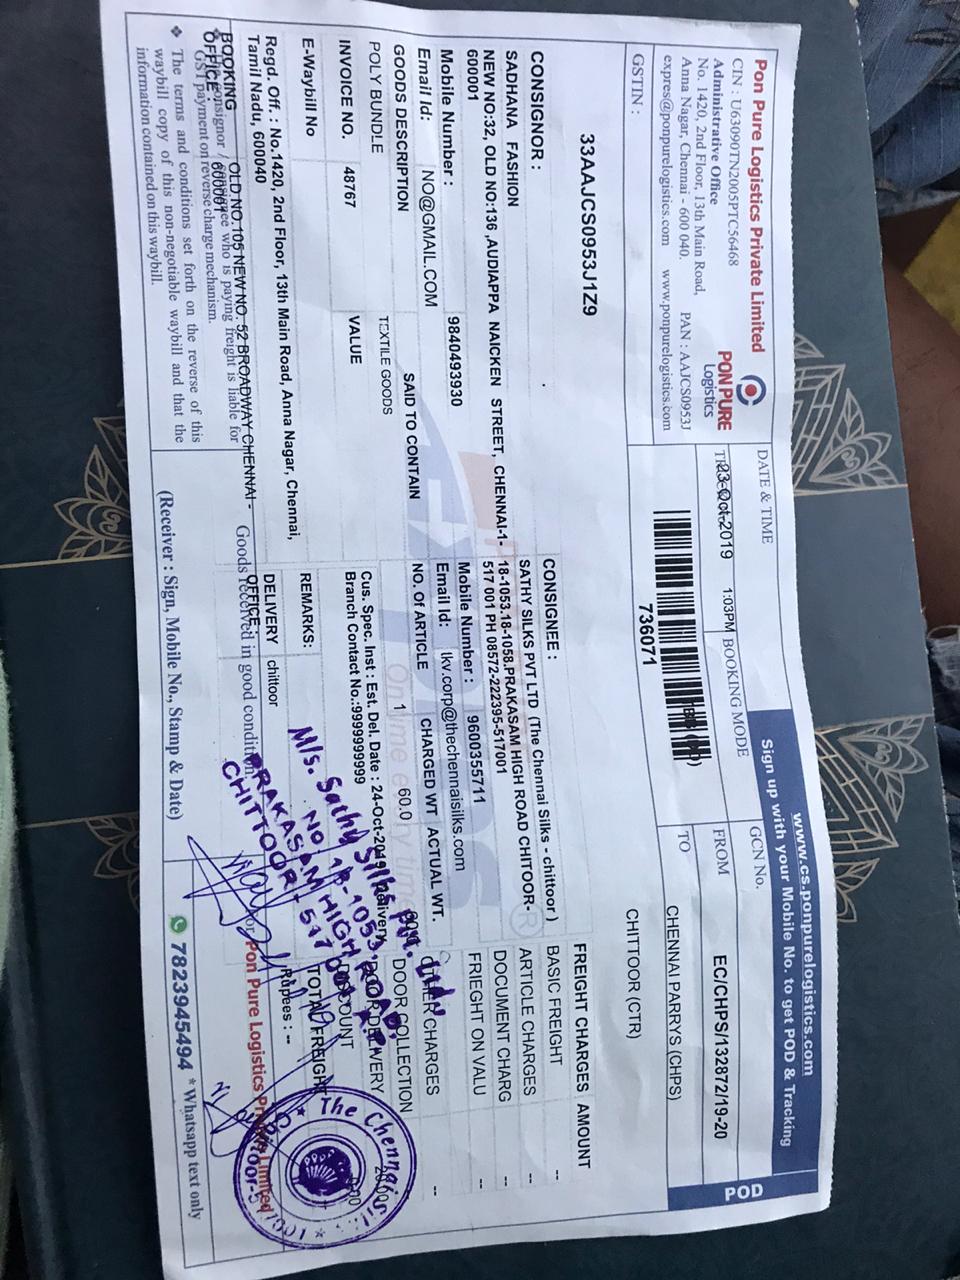 www.cs.ponpurelogistics.com
Sign up with your Mobile No. to get POD & Tracking
POD
Pon Pure Logistics Private Limited
CIN : U63090TN2005PTC56468
Administrative Office
No. 1420, 2nd Floor, 13th Main Road,
Anna Nagar, Chennai - 600 040. PAN : AAJCS0953J
expres@ponpurelogistics.com www.ponpurelogistics.com
PON PURE
Logistics
DATE & TIME
23-Oct-2019 1:03PM
BOOKING MODE
GCN No.
EC/CHPS/132872/19-20
FROM
CHENNAI PARRYS (CHPS)
TO
CHITTOOR (CTR)
736071
GSTIN :
33AAJCS0953J1Z9
CONSIGNOR :
SADHANA FASHION
NEW NO:32, OLD NO:136 ,AUDIAPPA NAICKEN STREET, CHENNAI-1-
600001
Mobile Number : 9840493930
Email Id: NO@GMAIL.COM
CONSIGNEE :
SATHY SILKS PVT LTD (The Chennai Silks - chittoor )
18-1053,18-1058,PRAKASAM HIGH ROAD CHITOOR-
517 001 PH 08572-222395-517001
Mobile Number : 9600355711
Email Id: lkv.corp@thechennaisilks.com
FREIGHT CHARGES AMOUNT
BASIC FREIGHT --
ARTICLE CHARGES --
DOCUMENT CHARG --
FRIEGHT ON VALU --
OTHER CHARGES --
DOOR COLLECTION
DOOR DELIVERY
DISCOUNT
TOTAL FREIGH
Rupees : --
GOODS DESCRIPTION SAID TO CONTAIN NO. Of ARTICLE CHARGED WT ACTUAL WT.
POLY BUNDLE TEXTILE GOODS 1 60.0
INVOICE NO. 48767 VALUE
E-Waybill No
Cus. Spec. Inst : Est. Del. Date : 24-Oct-2019
Branch Contact No.:9999999999
REMARKS:
Regd. Off. : No.1420, 2nd Floor, 13th Main Road, Anna Nagar, Chennai,
Tamil Nadu, 600040
BOOKING OFFICE : OLD NO. 105 NEW NO. 52 BROADWAY CHENNAI - 600001
DELIVERY OFFICE : chittoor
consignor / consignee who is paying freight is liable for
GST payment on reverse charge mechanism.
❖ The terms and conditions set forth on the reverse of this
waybill copy of this non-negotiable waybill and that the
information contained on this waybill.
Goods received in good condition
(Receiver : Sign, Mobile No., Stamp & Date)
M/s. Sathy Silks Pvt. Ltd.
NO 18-1053,
PRAKASAM HIGH ROAD,
CHITTOOR - 517 001. A.P.
for Pon Pure Logistics Private Limited
7823945494 * Whatsapp text only
The Chennai Sil